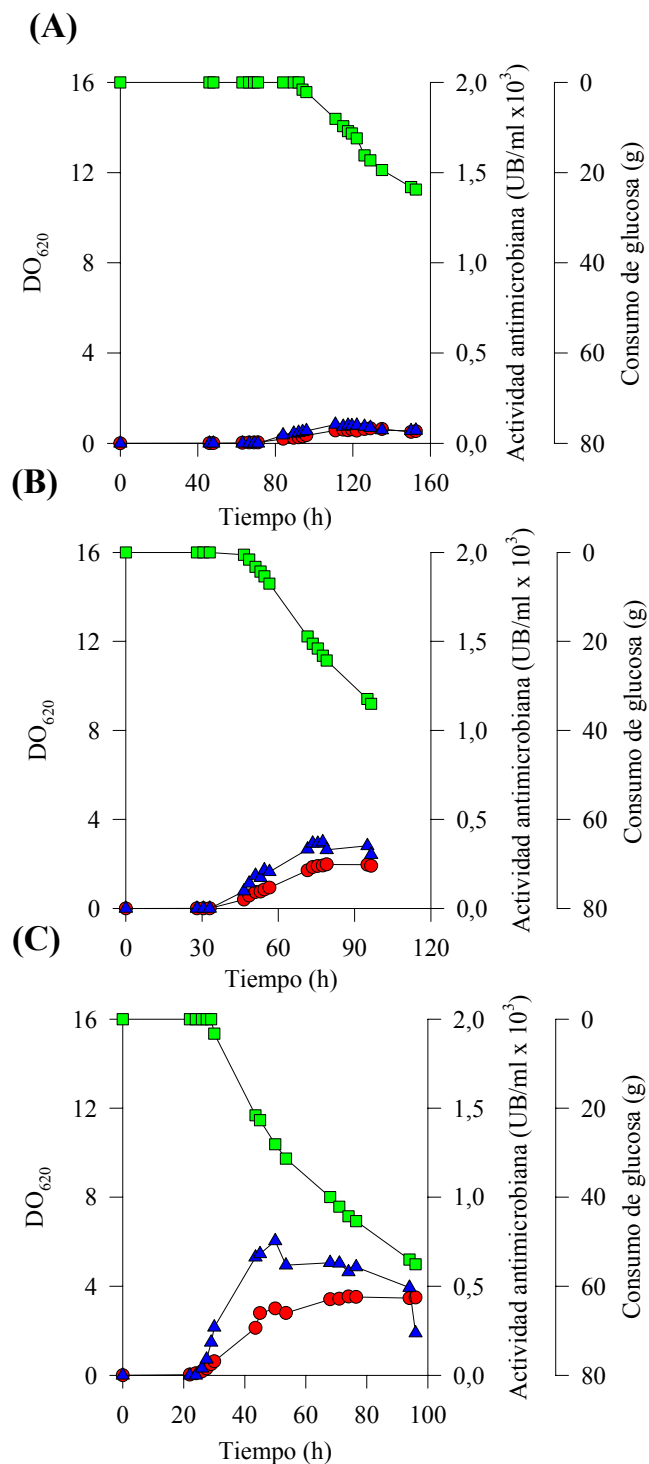 (A)
16
12
8
4
0
DO620
2,0
1,5
1,0
0,5
0,0
Actividad antimicrobiana (UB/ml x10³)
0
20
40
60
80
Consumo de glucosa (g)
0 40 80 120 160
Tiempo (h)
(B)
16
12
8
4
0
DO620
2,0
1,5
1,0
0,5
0,0
Actividad antimicrobiana (UB/ml x 10³)
0
20
40
60
80
Consumo de glucosa (g)
0 30 60 90 120
Tiempo (h)
(C)
16
12
8
4
0
DO620
2,0
1,5
1,0
0,5
0,0
Actividad antimicrobiana (UB/ml x 10³)
0
20
40
60
80
Consumo de glucosa (g)
0 20 40 60 80 100
Tiempo (h)